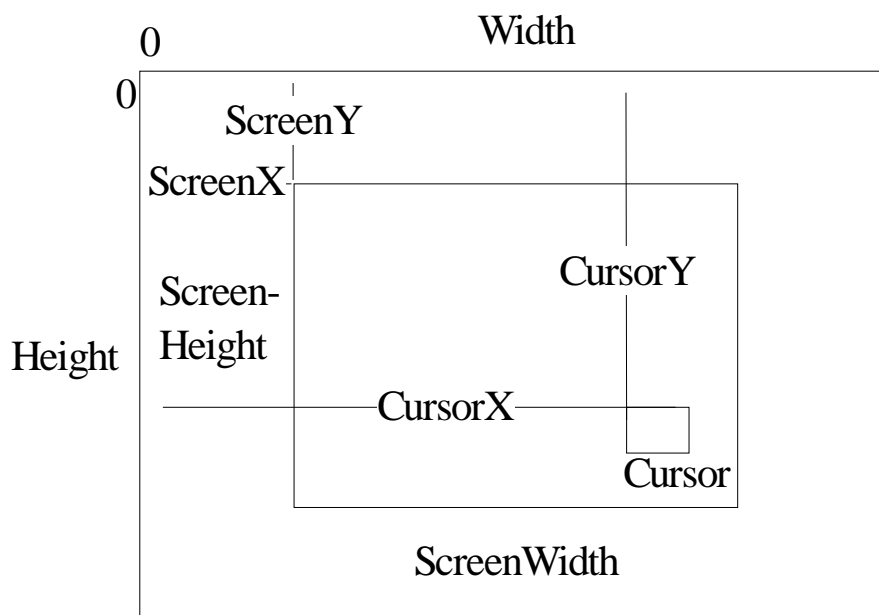 0
Width
0
ScreenY
ScreenX
CursorY
Screen-
Height
Height
CursorX
Cursor
ScreenWidth